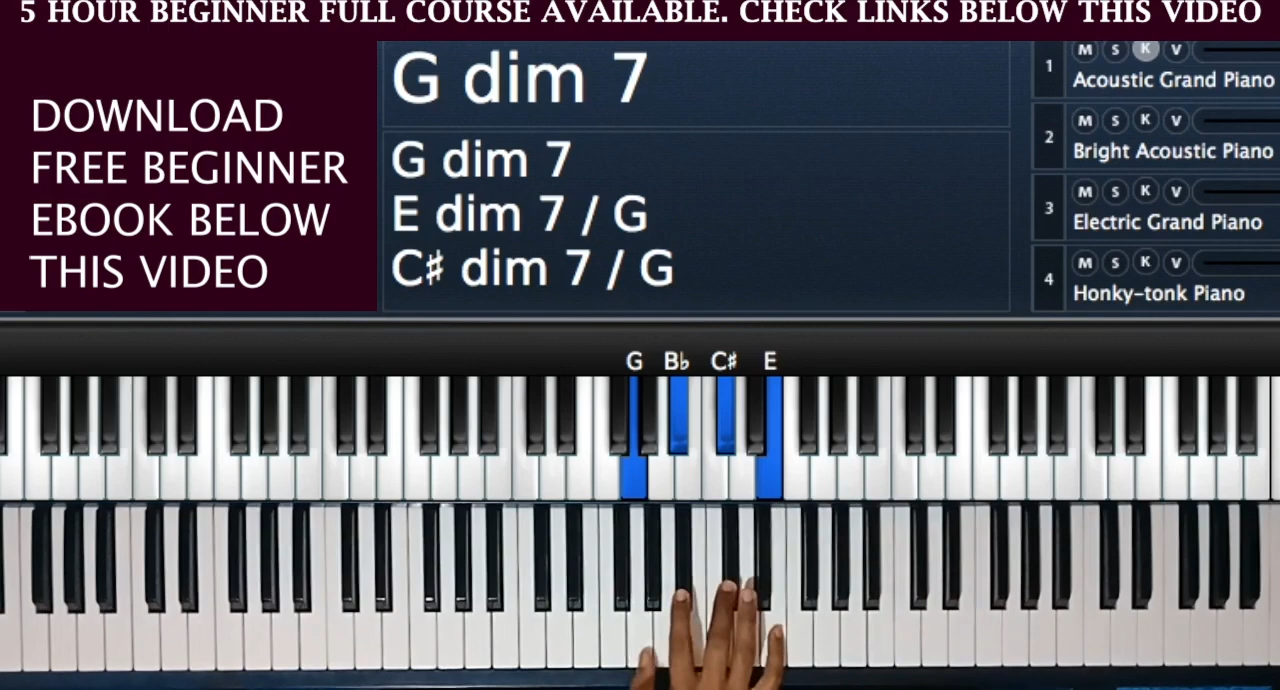 5 HOUR BEGINNER FULL COURSE AVAILABLE. CHECK LINKS BELOW THIS VIDEO
DOWNLOAD
FREE BEGINNER
EBOOK BELOW
THIS VIDEO
G dim 7
G dim 7
E dim 7 / G
C♯ dim 7 / G
1 M S K V
Acoustic Grand Piano
2 M S K V
Bright Acoustic Piano
3 M S K V
Electric Grand Piano
4 M S K V
Honky-tonk Piano
G B♭ C♯ E